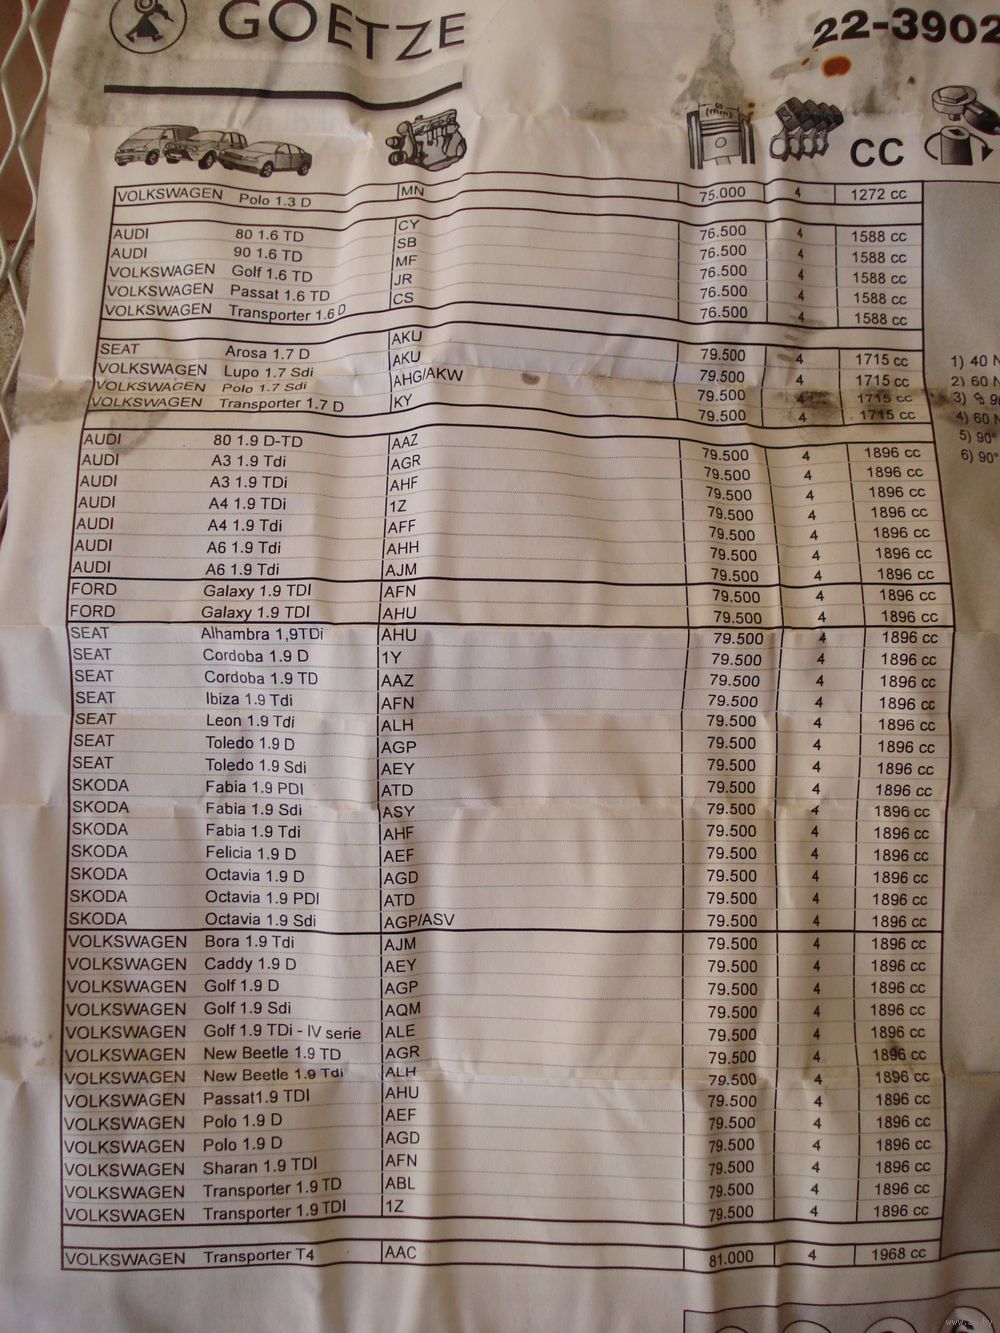 GOETZE
22-3902
(mm)
CC
VOLKSWAGEN Polo 1.3 D MN 75.000 4 1272 cc
AUDI 80 1.6 TD CY 76.500 4 1588 cc
AUDI 90 1.6 TD SB 76.500 4 1588 cc
VOLKSWAGEN Golf 1.6 TD MF 76.500 4 1588 cc
VOLKSWAGEN Passat 1.6 TD JR 76.500 4 1588 cc
VOLKSWAGEN Transporter 1.6 D CS 76.500 4 1588 cc
SEAT Arosa 1.7 D AKU 79.500 4 1715 cc
VOLKSWAGEN Lupo 1.7 Sdi AKU 79.500 4 1715 cc
VOLKSWAGEN Polo 1.7 Sdi AHG/AKW 79.500 4 1715 cc
VOLKSWAGEN Transporter 1.7 D KY 79.500 4 1715 cc
AUDI 80 1.9 D-TD AAZ 79.500 4 1896 cc
AUDI A3 1.9 Tdi AGR 79.500 4 1896 cc
AUDI A3 1.9 TDi AHF 79.500 4 1896 cc
AUDI A4 1.9 TDi 1Z 79.500 4 1896 cc
AUDI A4 1.9 Tdi AFF 79.500 4 1896 cc
AUDI A6 1.9 Tdi AHH 79.500 4 1896 cc
AUDI A6 1.9 Tdi AJM 79.500 4 1896 cc
FORD Galaxy 1.9 TDI AFN 79.500 4 1896 cc
FORD Galaxy 1.9 TDI AHU 79.500 4 1896 cc
SEAT Alhambra 1,9TDi AHU 79.500 4 1896 cc
SEAT Cordoba 1.9 D 1Y 79.500 4 1896 cc
SEAT Cordoba 1.9 TD AAZ 79.500 4 1896 cc
SEAT Ibiza 1.9 Tdi AFN 79.500 4 1896 cc
SEAT Leon 1.9 Tdi ALH 79.500 4 1896 cc
SEAT Toledo 1.9 D AGP 79.500 4 1896 cc
SEAT Toledo 1.9 Sdi AEY 79.500 4 1896 cc
SKODA Fabia 1.9 PDI ATD 79.500 4 1896 cc
SKODA Fabia 1.9 Sdi ASY 79.500 4 1896 cc
SKODA Fabia 1.9 Tdi AHF 79.500 4 1896 cc
SKODA Felicia 1.9 D AEF 79.500 4 1896 cc
SKODA Octavia 1.9 D AGD 79.500 4 1896 cc
SKODA Octavia 1.9 PDI ATD 79.500 4 1896 cc
SKODA Octavia 1.9 Sdi AGP/ASV 79.500 4 1896 cc
VOLKSWAGEN Bora 1.9 Tdi AJM 79.500 4 1896 cc
VOLKSWAGEN Caddy 1.9 D AEY 79.500 4 1896 cc
VOLKSWAGEN Golf 1.9 D AGP 79.500 4 1896 cc
VOLKSWAGEN Golf 1.9 Sdi AQM 79.500 4 1896 cc
VOLKSWAGEN Golf 1.9 TDi - IV serie ALE 79.500 4 1896 cc
VOLKSWAGEN New Beetle 1.9 TD AGR 79.500 4 1896 cc
VOLKSWAGEN New Beetle 1.9 Tdi ALH 79.500 4 1896 cc
VOLKSWAGEN Passat1.9 TDI AHU 79.500 4 1896 cc
VOLKSWAGEN Polo 1.9 D AEF 79.500 4 1896 cc
VOLKSWAGEN Polo 1.9 D AGD 79.500 4 1896 cc
VOLKSWAGEN Sharan 1.9 TDI AFN 79.500 4 1896 cc
VOLKSWAGEN Transporter 1.9 TD ABL 79.500 4 1896 cc
VOLKSWAGEN Transporter 1.9 TDI 1Z 79.500 4 1896 cc
VOLKSWAGEN Transporter T4 AAC 81.000 4 1968 cc
1) 40 N
2) 60 N
3)
4) 60 N
5) 90°
6) 90°
www.av.by